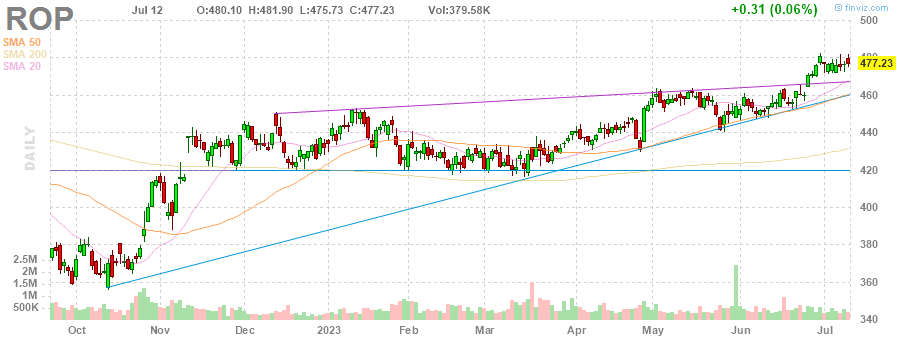 ROP Jul 12 O:480.10 H:481.90 L:475.73 C:477.23 Vol:379.58K +0.31 (0.06%) finviz.com
SMA 50
SMA 200
SMA 20
DAILY
500
480
477.23
460
440
420
400
380
360
340
2.5M
2M
1.5M
1M
500K
Oct Nov Dec 2023 Feb Mar Apr May Jun Jul